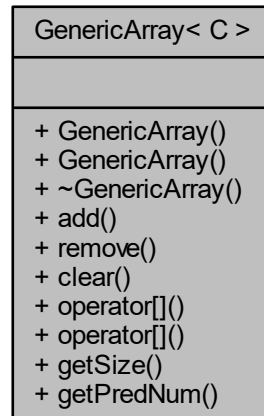 GenericArray< C >
+ GenericArray()
+ GenericArray()
+ ~GenericArray()
+ add()
+ remove()
+ clear()
+ operator[]()
+ operator[]()
+ getSize()
+ getPredNum()